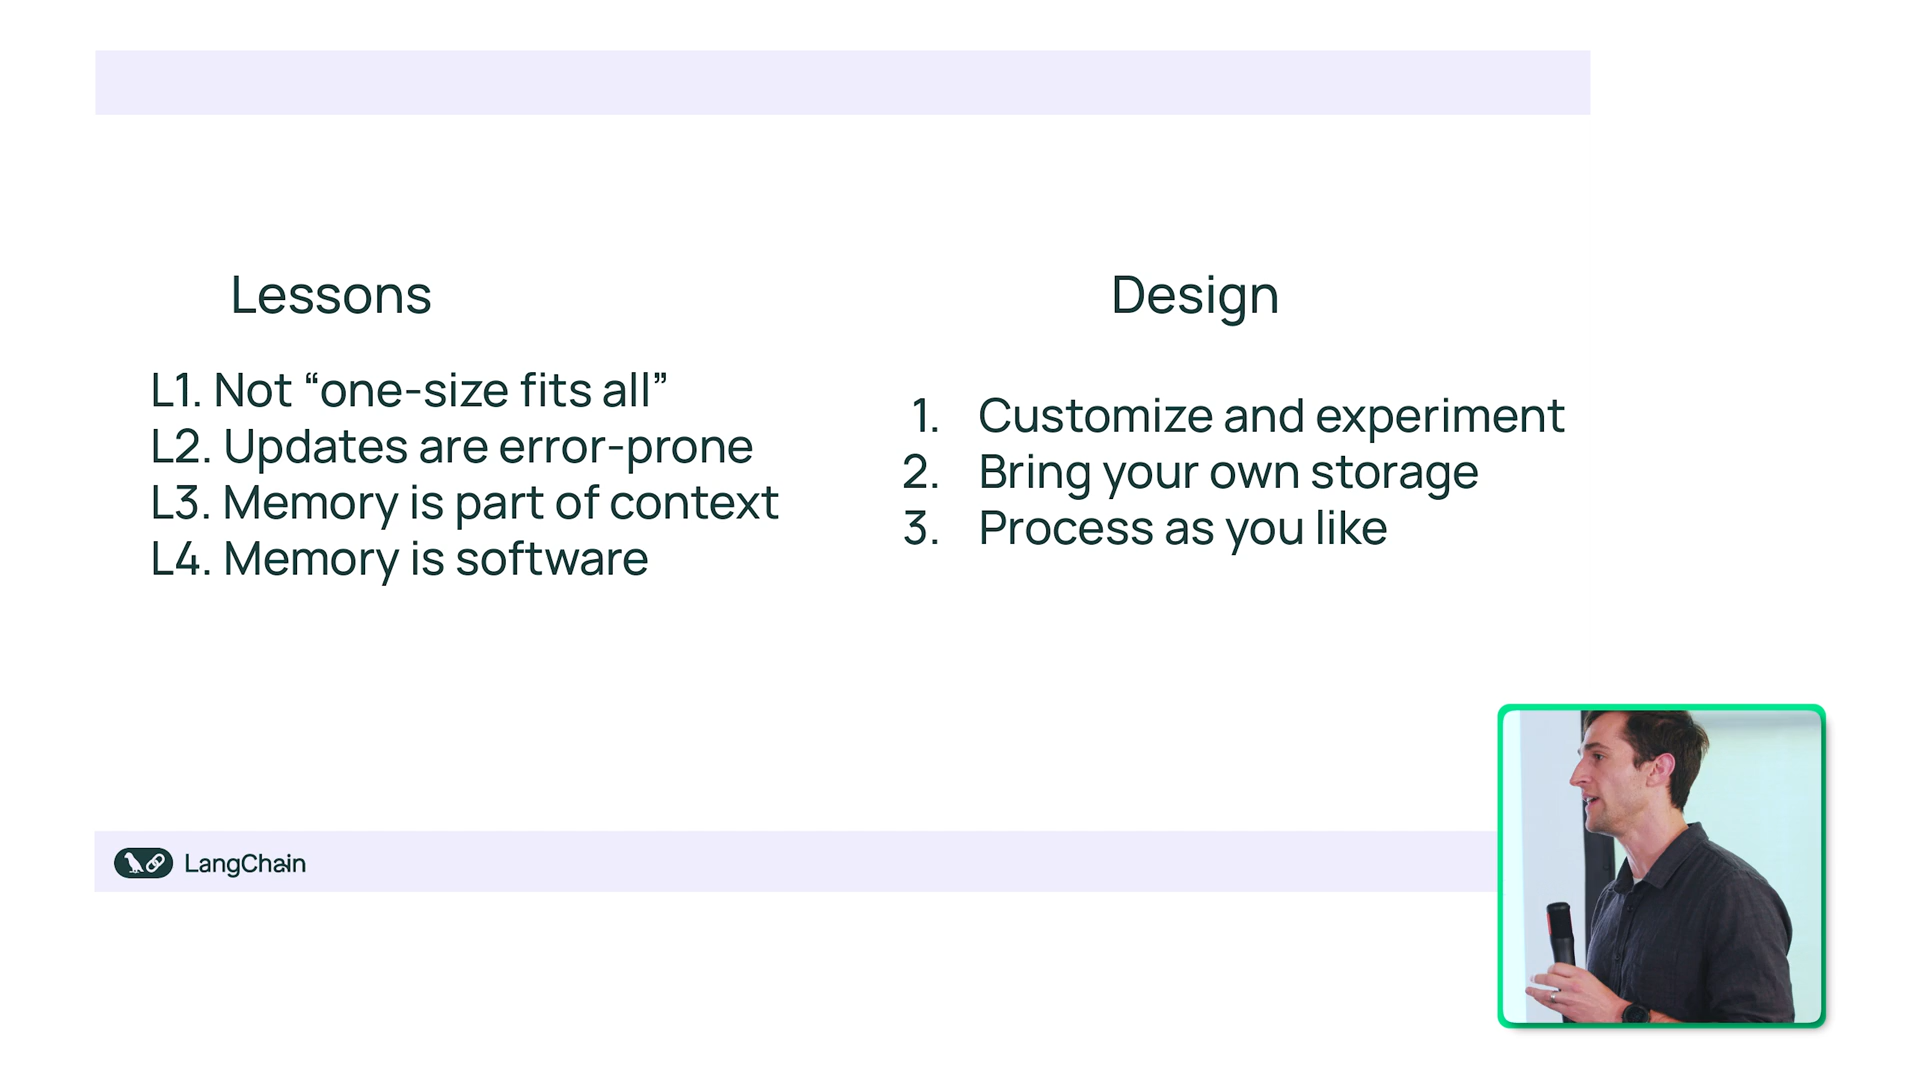 Lessons
L1. Not “one-size fits all”
L2. Updates are error-prone
L3. Memory is part of context
L4. Memory is software
Design
1. Customize and experiment
2. Bring your own storage
3. Process as you like
LangChain